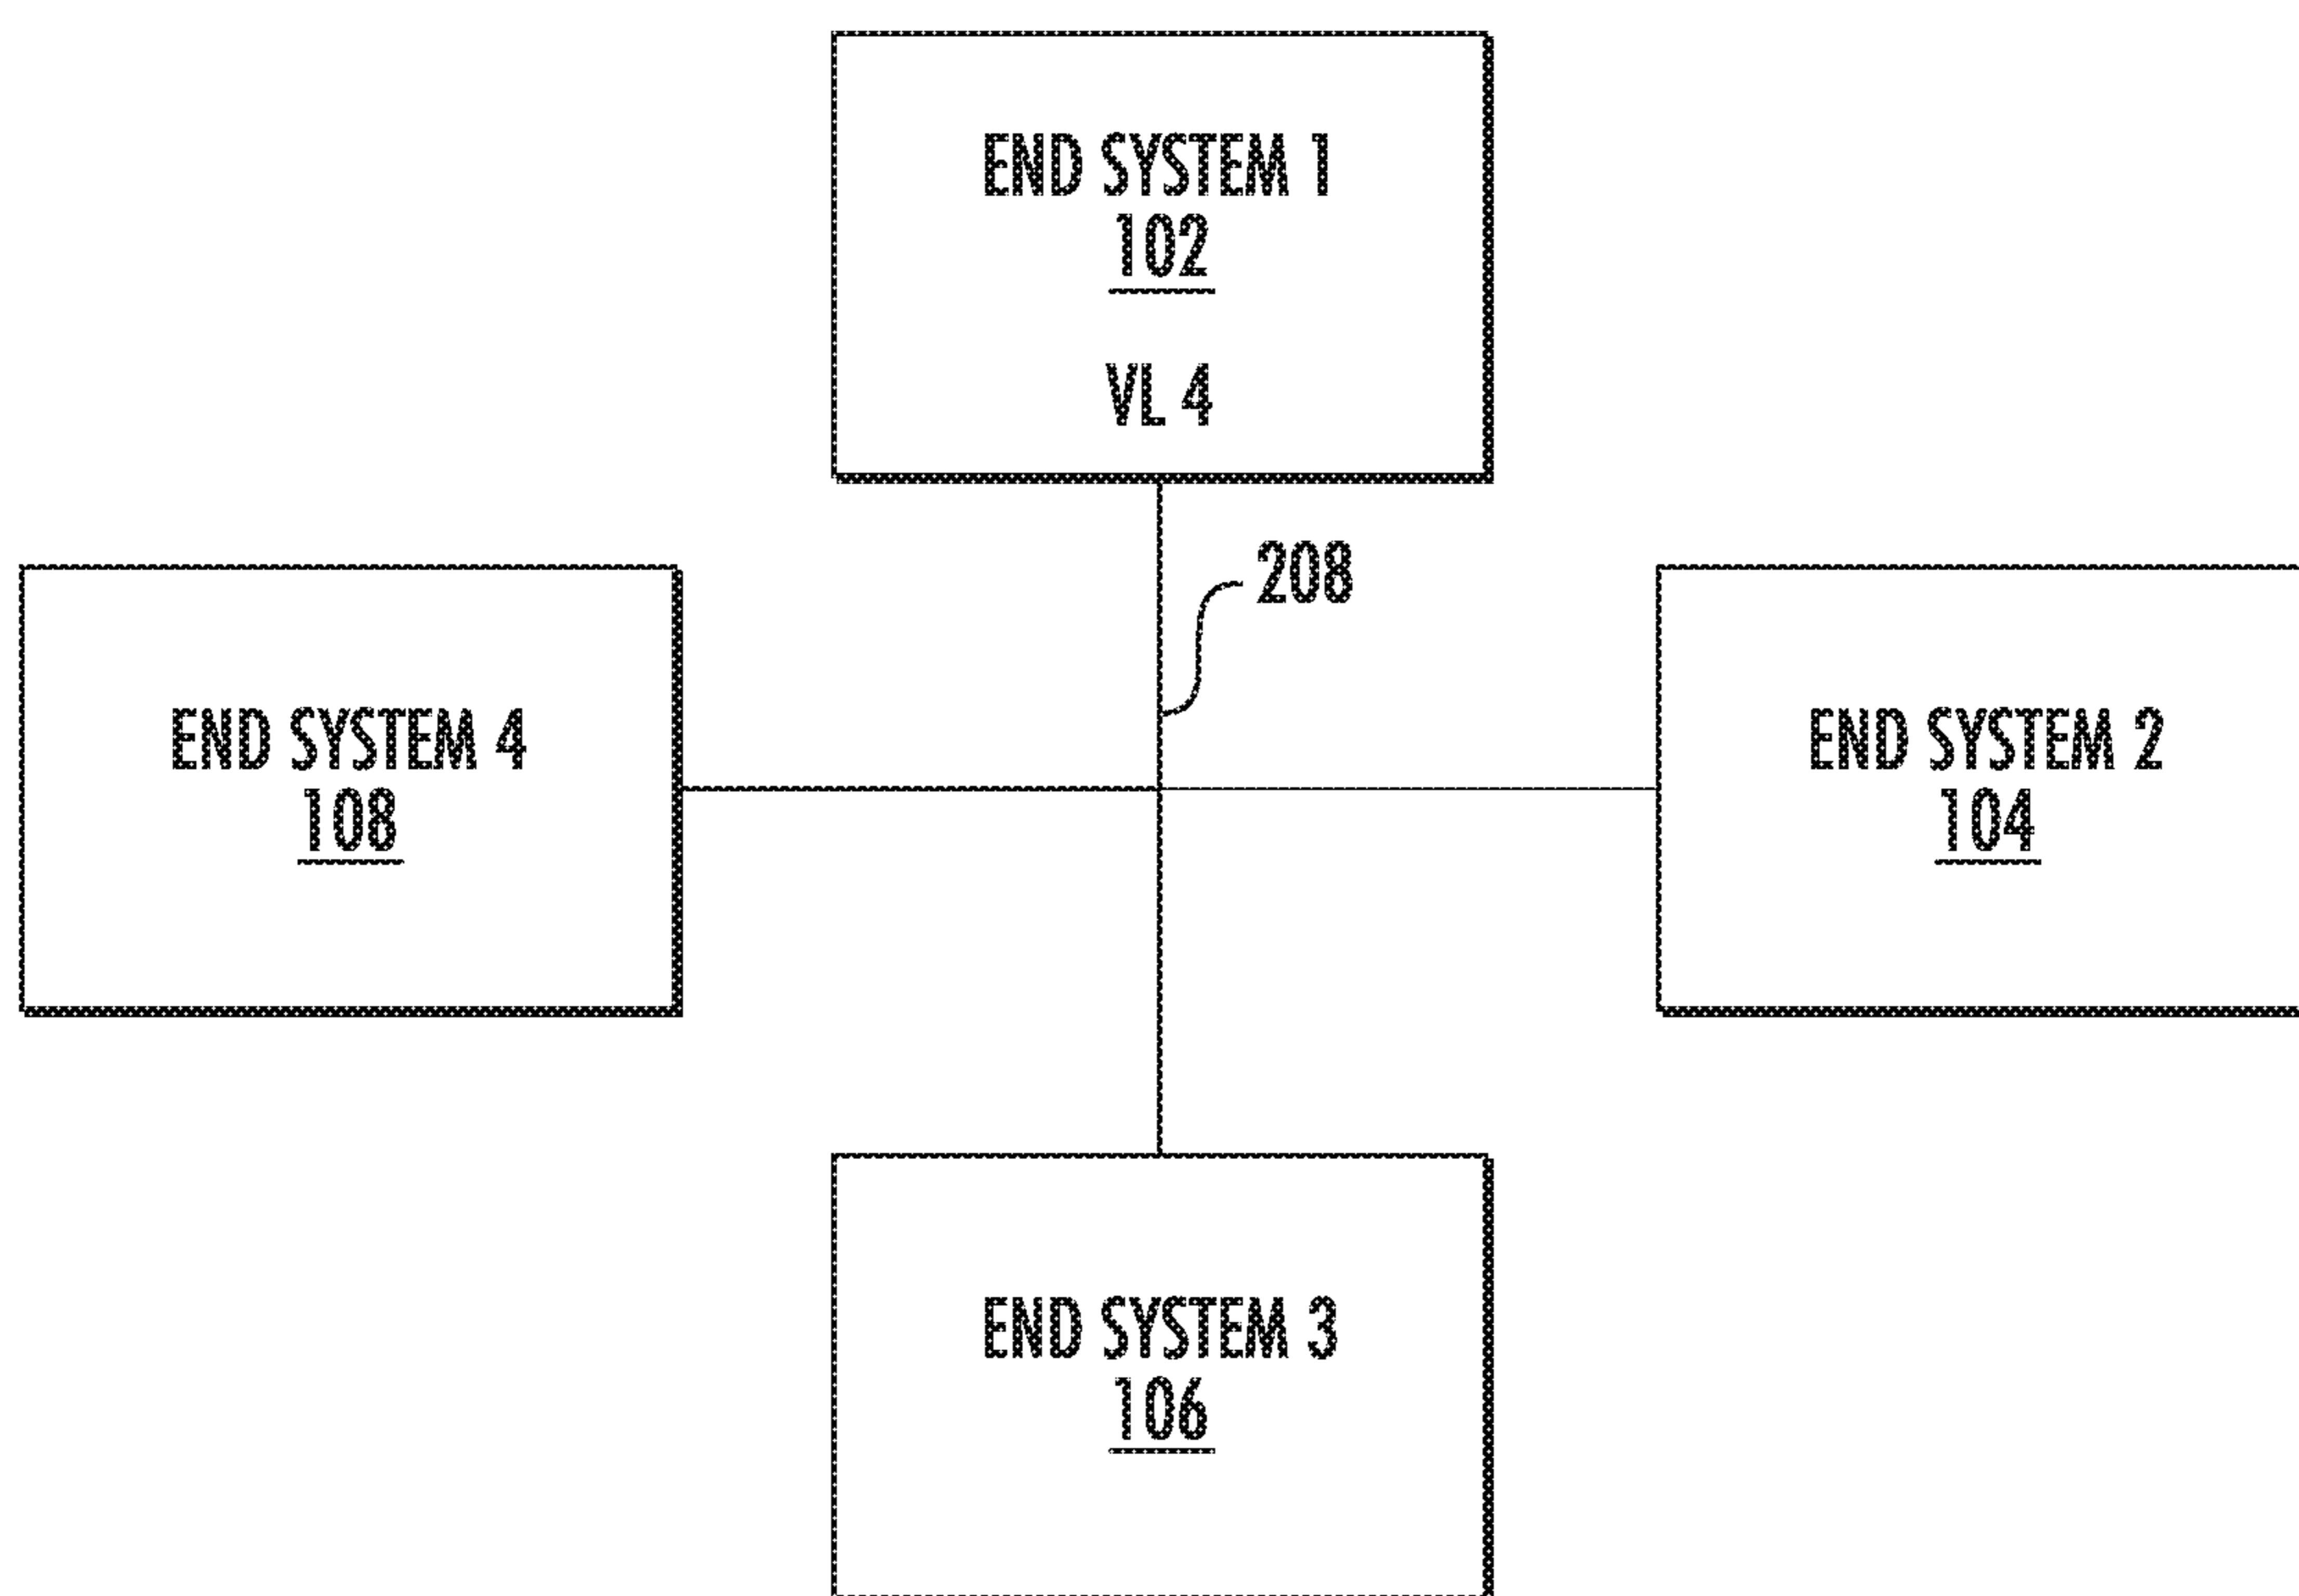 END SYSTEM 1
102
VL 4
208
END SYSTEM 4
108
END SYSTEM 2
104
END SYSTEM 3
106